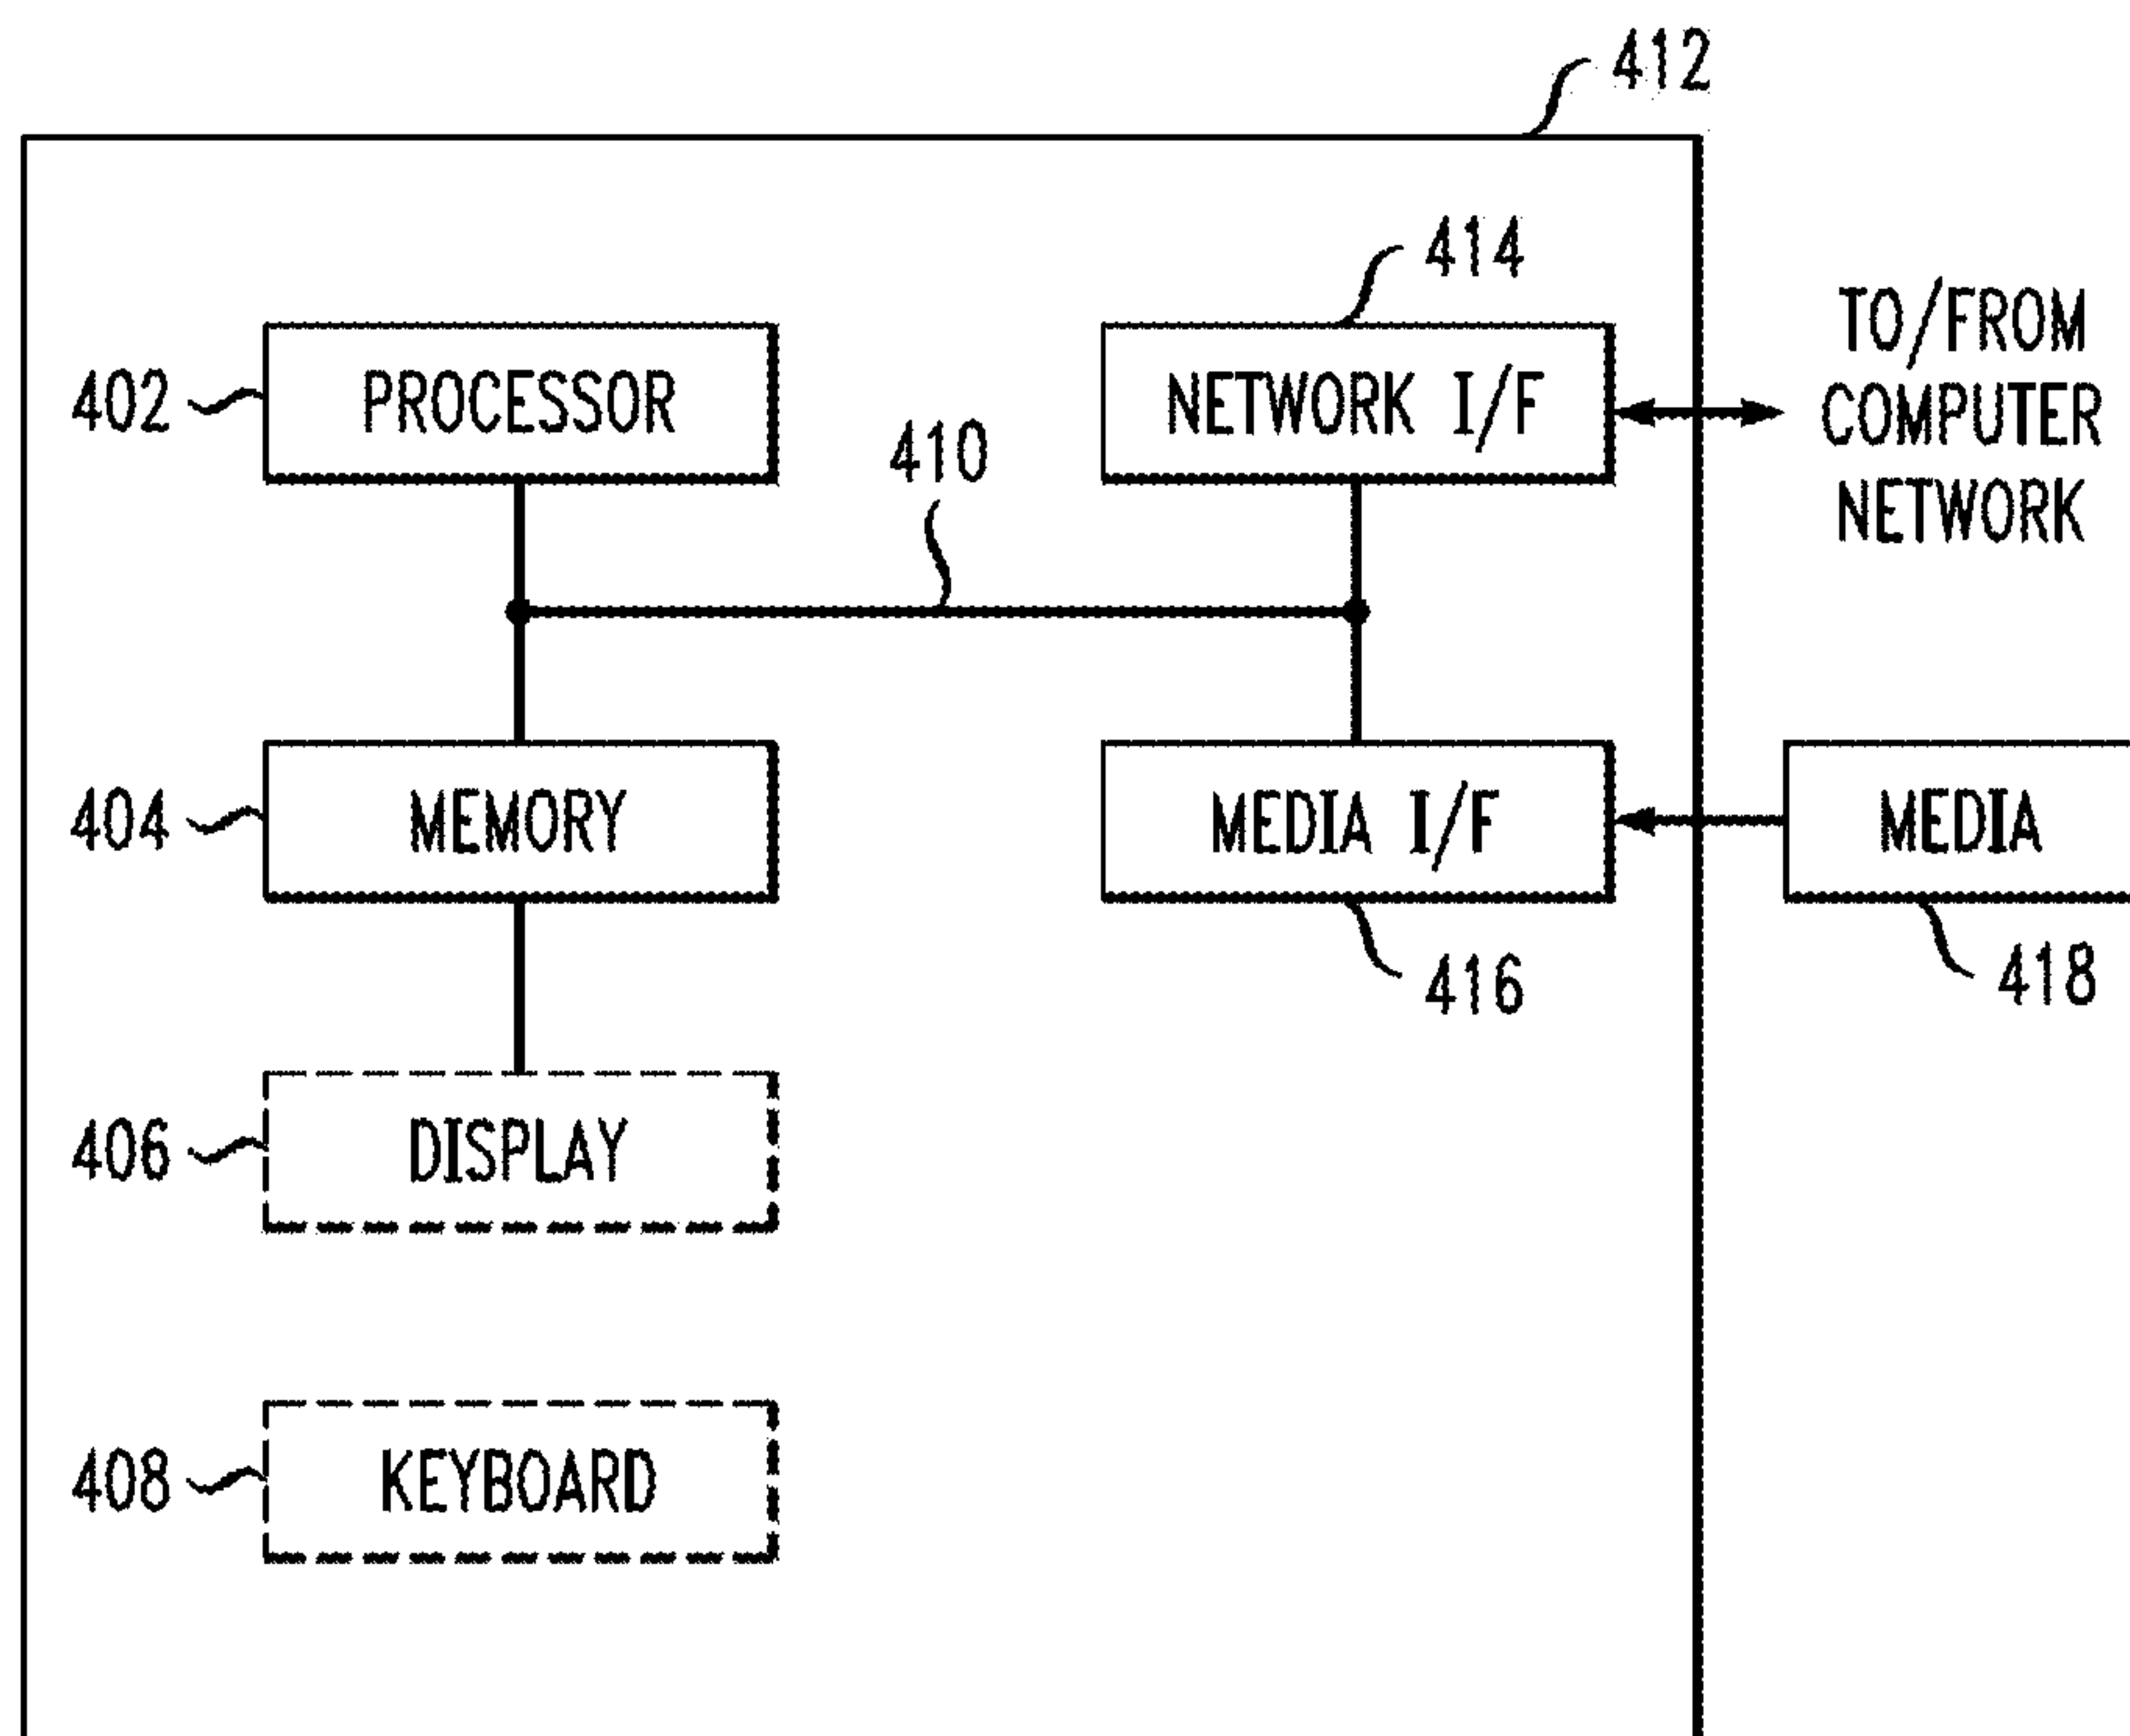 412
414
402
PROCESSOR
NETWORK I/F
TO/FROM
COMPUTER
NETWORK
410
404
MEMORY
MEDIA I/F
MEDIA
416
418
406
DISPLAY
408
KEYBOARD